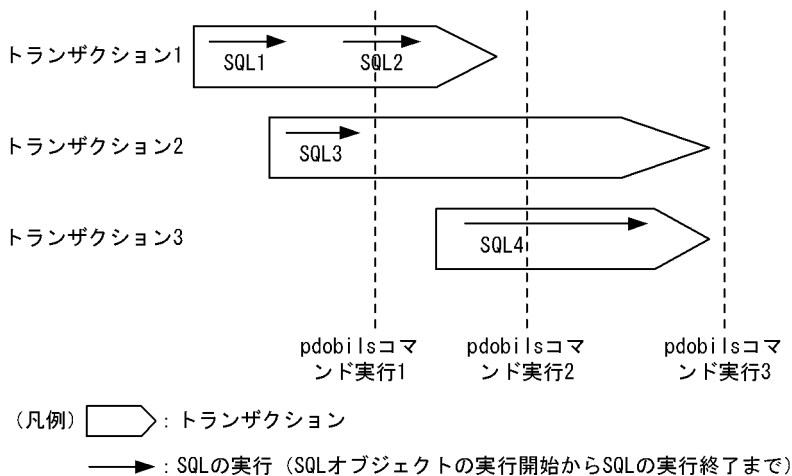 トランザクション1
SQL1
SQL2
トランザクション2
SQL3
トランザクション3
SQL4
pdobilsコマ
ンド実行1
pdobilsコマ
ンド実行2
pdobilsコマ
ンド実行3
(凡例)
：トランザクション
：SQLの実行（SQLオブジェクトの実行開始からSQLの実行終了まで）